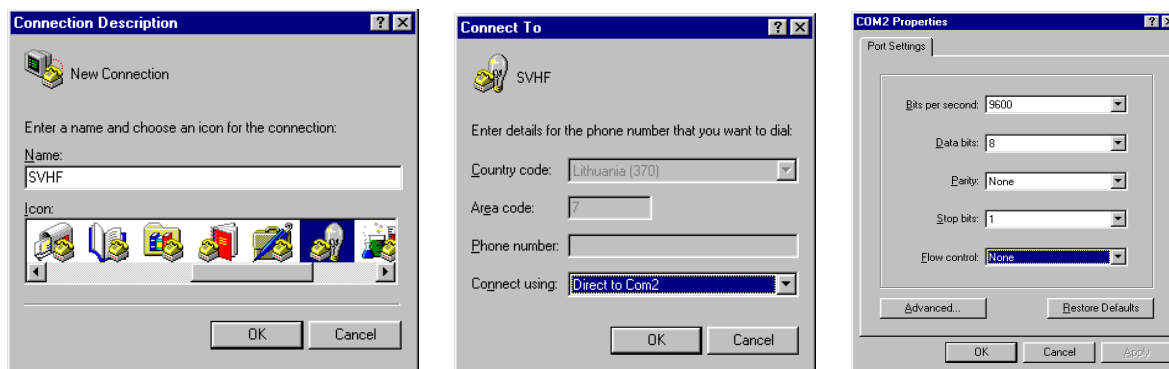 Connection Description
New Connection
Enter a name and choose an icon for the connection:
Name:
SVHF
Icon:
OK Cancel
Connect To
SVHF
Enter details for the phone number that you want to dial:
Country code: Lithuania (370)
Area code: 7
Phone number:
Connect using: Direct to Com2
OK Cancel
COM2 Properties
Port Settings
Bits per second: 9600
Data bits: 8
Parity: None
Stop bits: 1
Flow control: None
Advanced... Restore Defaults
OK Cancel Apply